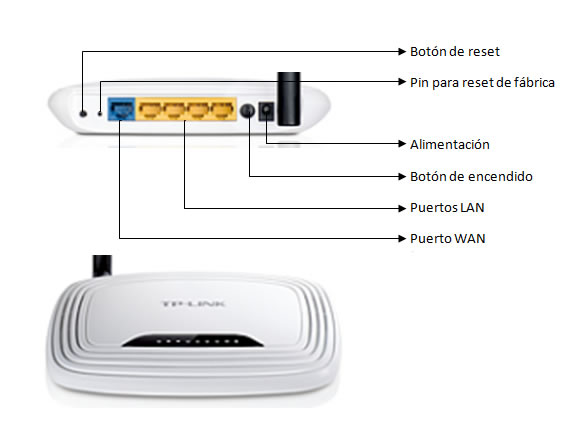 Botón de reset
Pin para reset de fábrica
Alimentación
Botón de encendido
Puertos LAN
Puerto WAN
TP-LINK